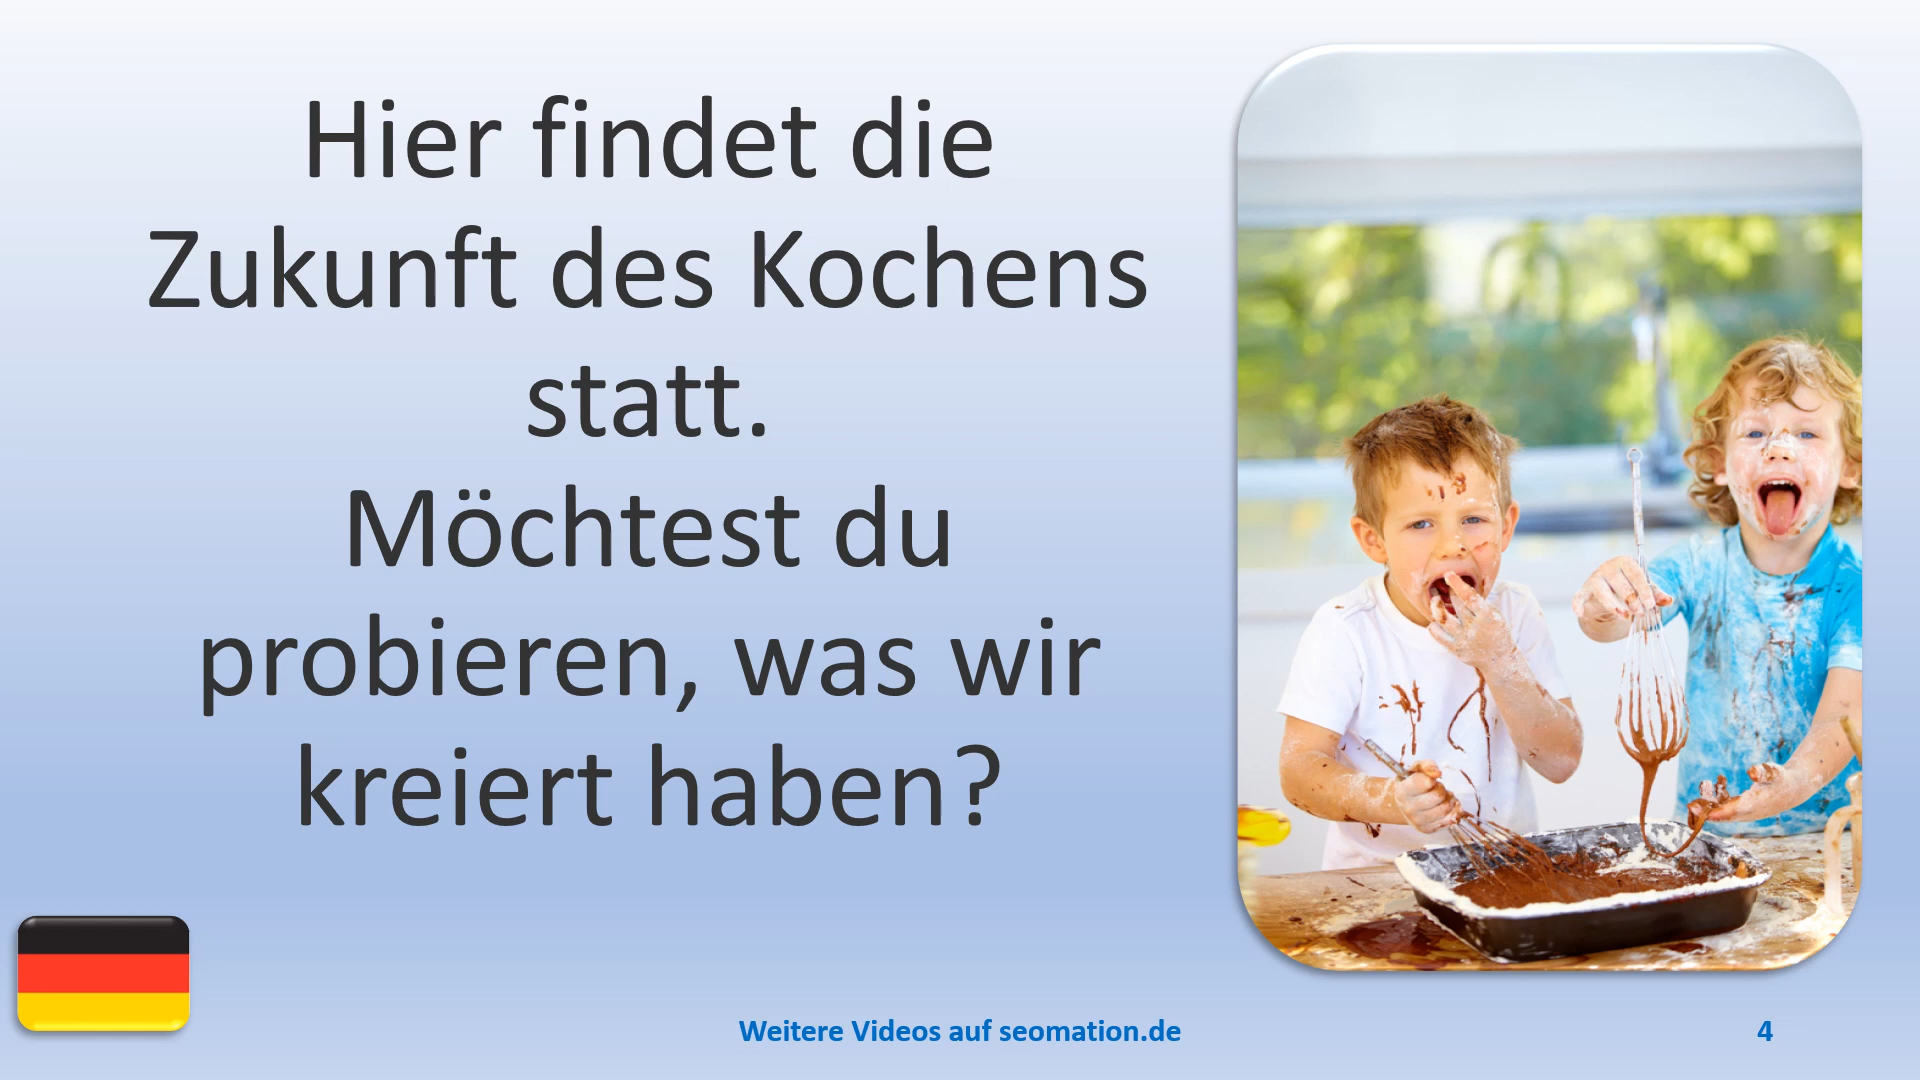 Hier findet die
Zukunft des Kochens
statt.
Möchtest du
probieren, was wir
kreiert haben?
Weitere Videos auf seomation.de
4